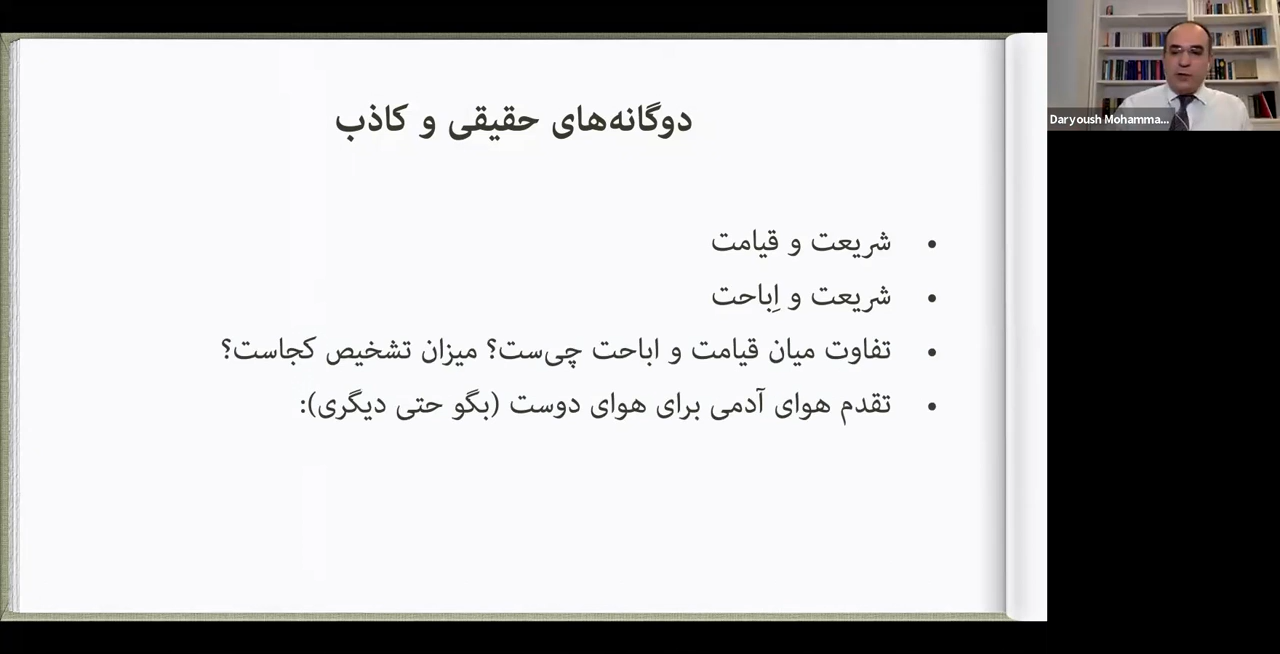 دوگانه‌های حقیقی و کاذب
• شریعت و قیامت
• شریعت و اِباحت
• تفاوت میان قیامت و اباحت چی‌ست؟ میزان تشخیص کجاست؟
• تقدم هوای آدمی برای هوای دوست (بگو حتی دیگری):
Daryoush Mohamma...